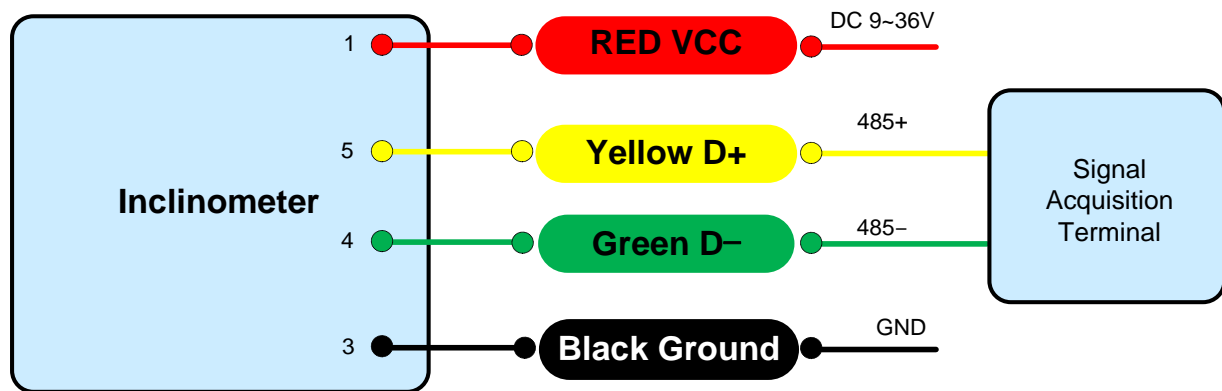 1 RED VCC DC 9~36V
5 Yellow D+ 485+
Inclinometer
4 Green D− 485−
3 Black Ground GND
Signal
Acquisition
Terminal